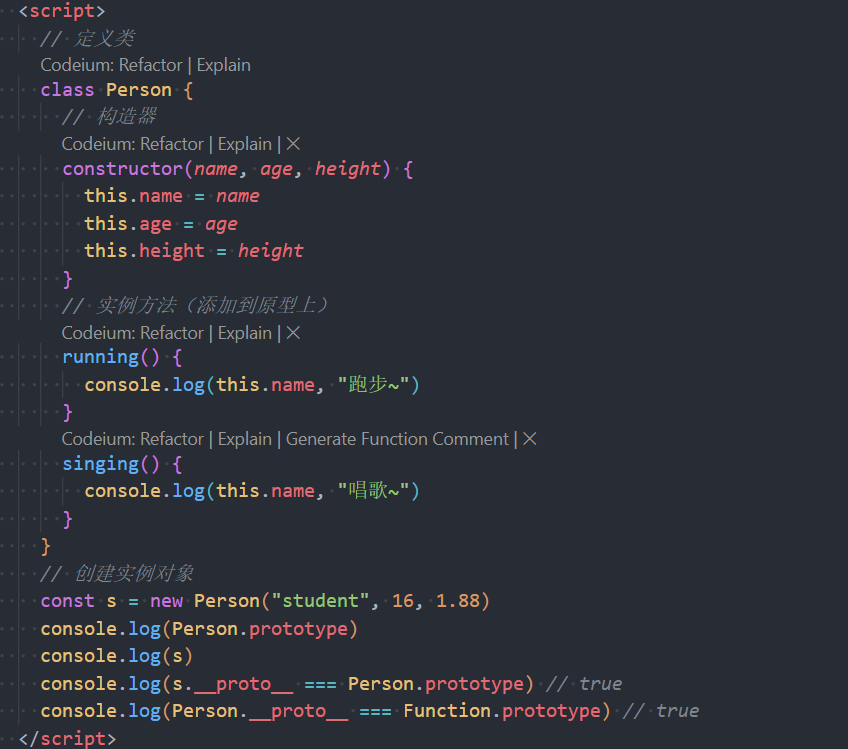 <script>
// 定义类
Codeium: Refactor | Explain
class Person {
// 构造器
Codeium: Refactor | Explain | ×
constructor(name, age, height) {
this.name = name
this.age = age
this.height = height
}
// 实例方法（添加到原型上）
Codeium: Refactor | Explain | ×
running() {
console.log(this.name, "跑步~")
}
Codeium: Refactor | Explain | Generate Function Comment | ×
singing() {
console.log(this.name, "唱歌~")
}
}
// 创建实例对象
const s = new Person("student", 16, 1.88)
console.log(Person.prototype)
console.log(s)
console.log(s.__proto__ === Person.prototype) // true
console.log(Person.__proto__ === Function.prototype) // true
</script>